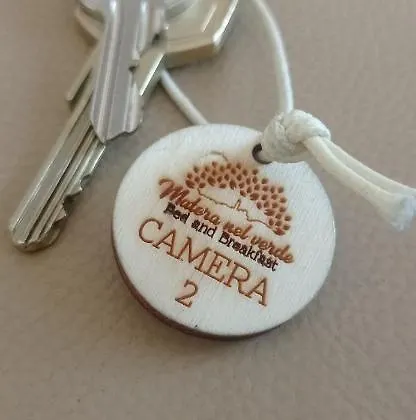 Matera nel verde
Bed and Breakfast
CAMERA
2